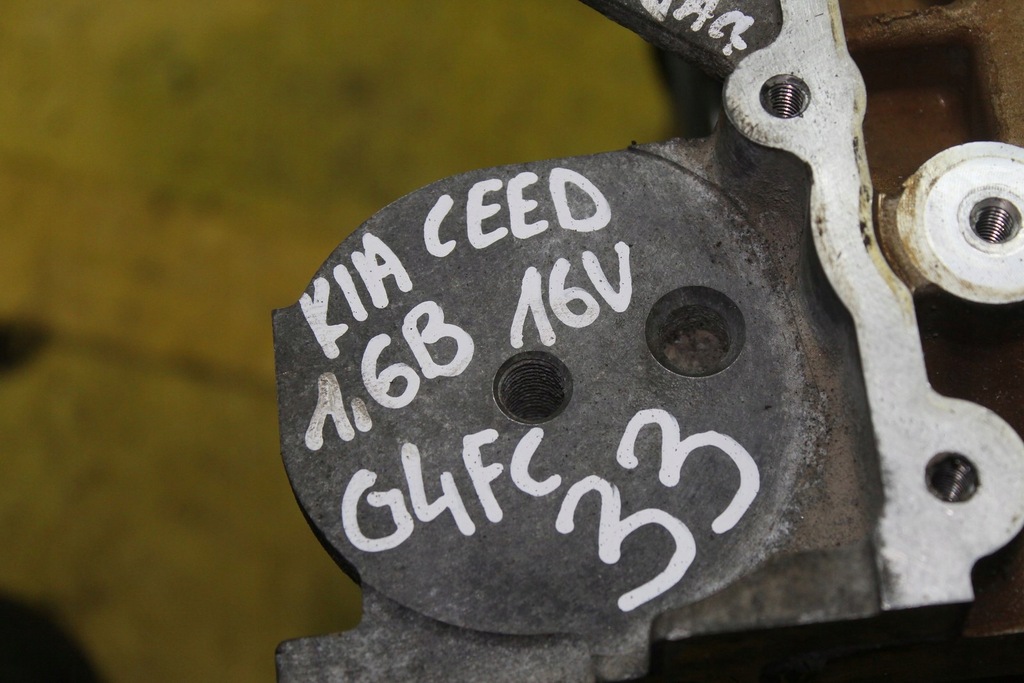 KIA CEED
1.6B 16V
G4FC
33